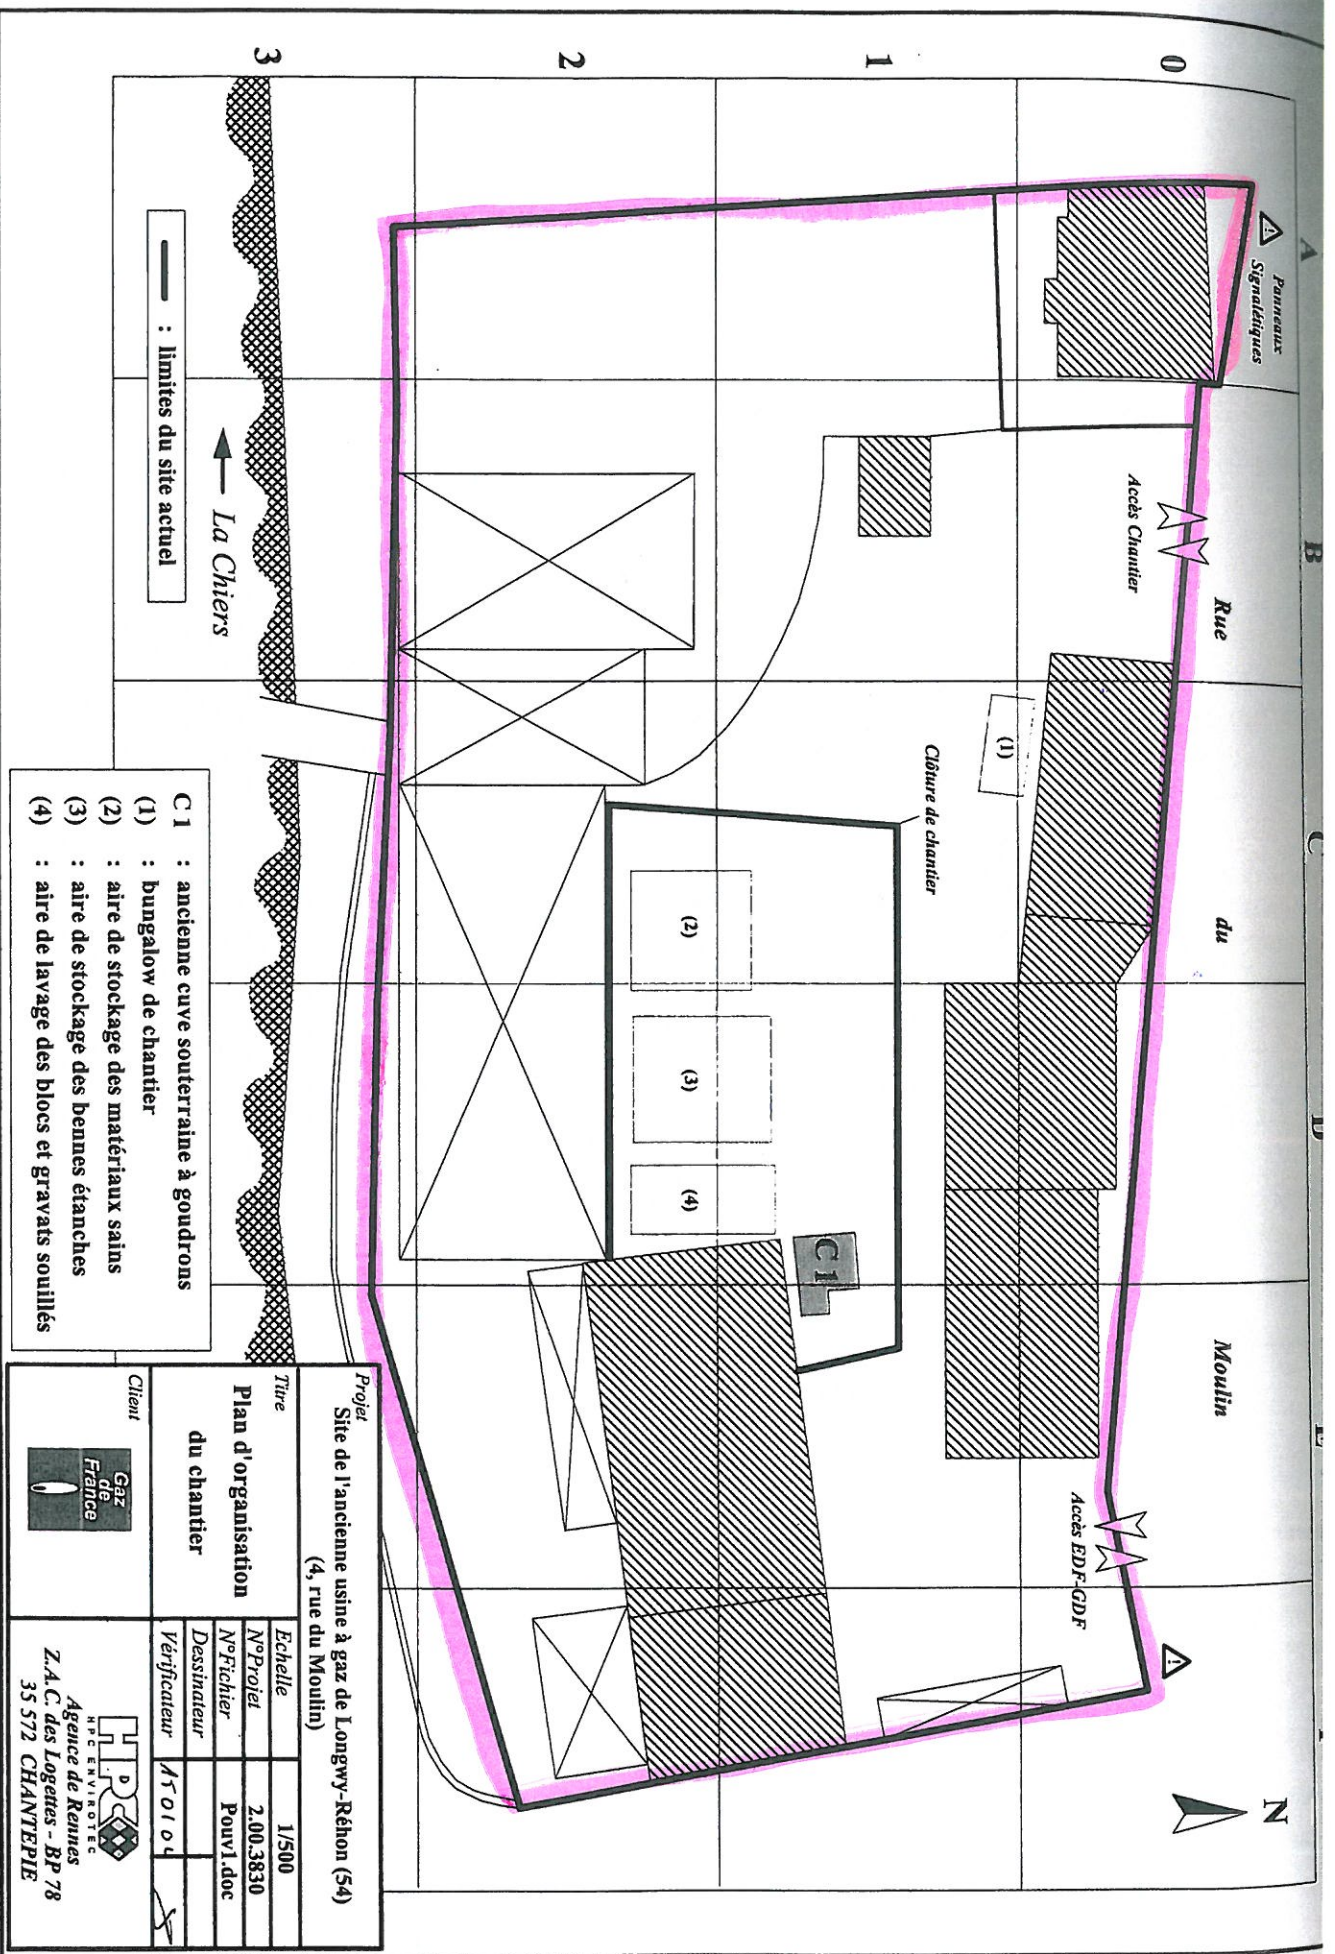 A
B
C
D
E
0
1
2
3
N
Panneaux
Signalétiques
Rue
du
Moulin
Accès Chantier
Accès EDF-GDF
Clôture de chantier
(1)
(2)
(3)
(4)
C 1
La Chiers
: limites du site actuel
C 1 : ancienne cuve souterraine à goudrons
(1) : bungalow de chantier
(2) : aire de stockage des matériaux sains
(3) : aire de stockage des bennes étanches
(4) : aire de lavage des blocs et gravats souillés
Projet
Site de l'ancienne usine à gaz de Longwy-Réhon (54)
(4, rue du Moulin)
Titre
Plan d'organisation
du chantier
Echelle 1/500
N°Projet 2.00.3830
N°Fichier Pouv1.doc
Dessinateur
Vérificateur
Client
Gaz
de
France
HPC
HPC ENVIROTEC
Agence de Rennes
Z.A.C. des Logettes - BP 78
35 572 CHANTEPIE